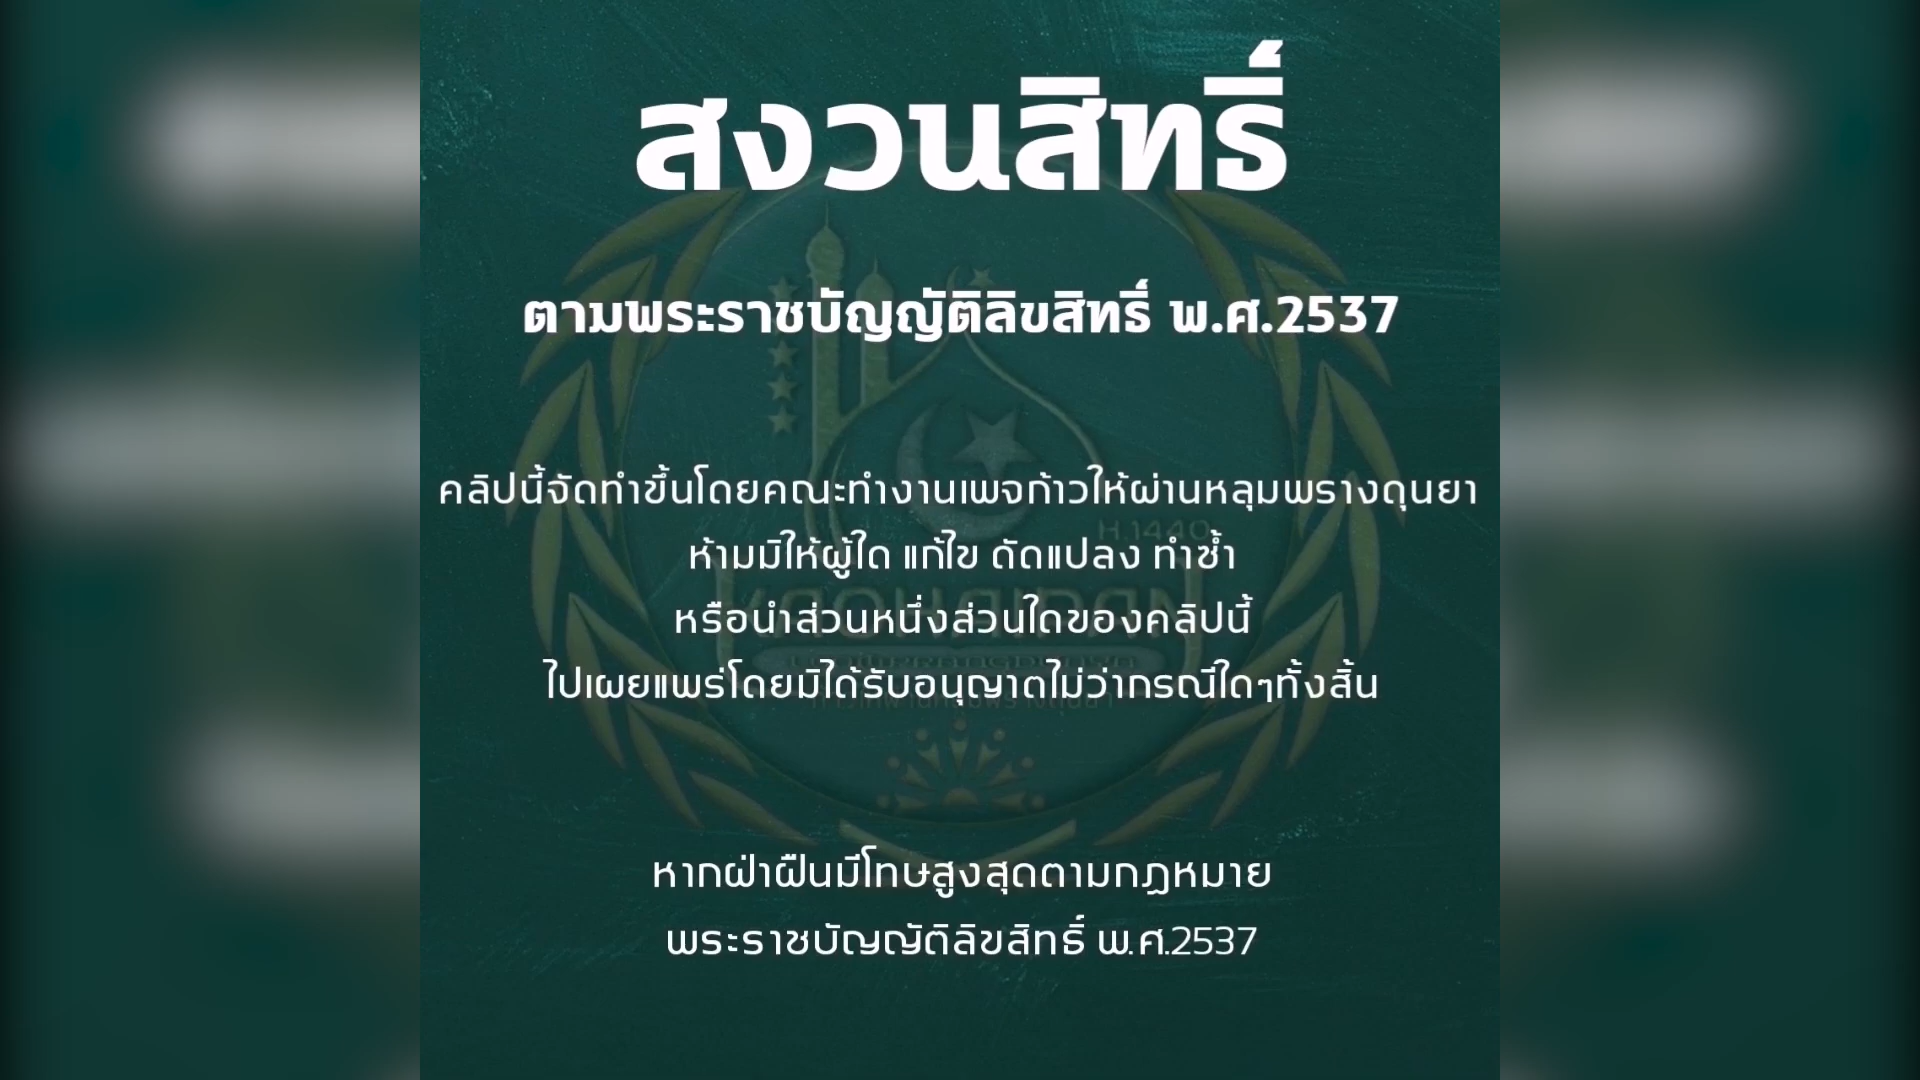 สงวนสิทธิ์
ตามพระราชบัญญัติลิขสิทธิ์ พ.ศ.2537
คลิปนี้จัดทำขึ้นโดยคณะทำงานเพจก้าวให้ผ่านหลุมพรางดุนยา
H.1440
ห้ามมิให้ผู้ใด แก้ไข ดัดแปลง ทำซ้ำ
หรือนำส่วนหนึ่งส่วนใดของคลิปนี้
ไปเผยแพร่โดยมิได้รับอนุญาตไม่ว่ากรณีใดๆทั้งสิ้น
หากฝ่าฝืนมีโทษสูงสุดตามกฎหมาย
พระราชบัญญัติลิขสิทธิ์ พ.ศ.2537